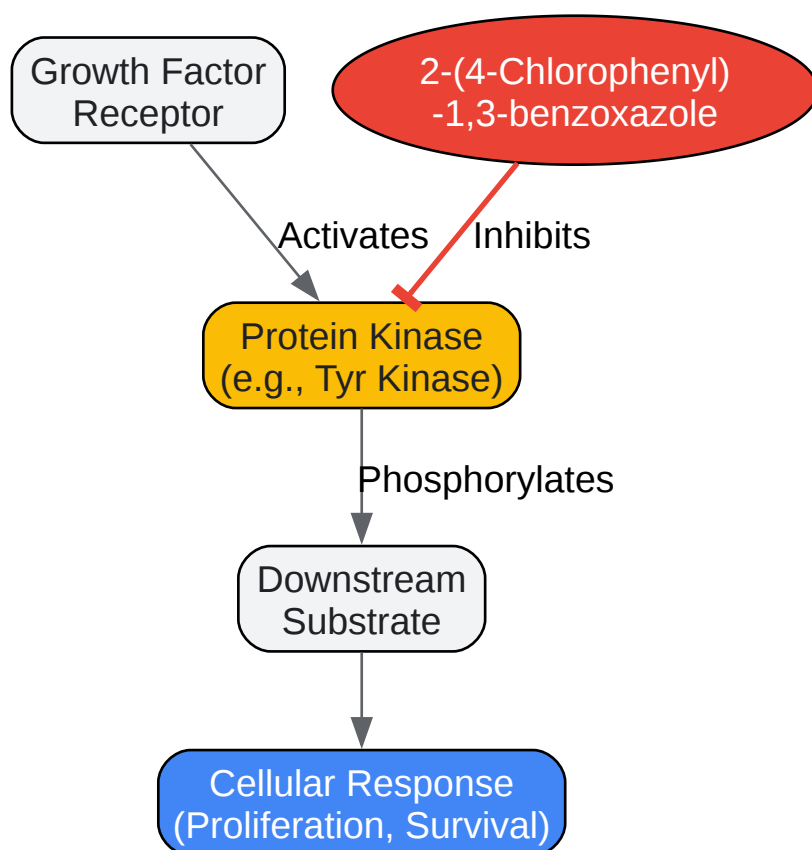 Growth Factor
Receptor
2-(4-Chlorophenyl)
-1,3-benzoxazole
Activates
Inhibits
Protein Kinase
(e.g., Tyr Kinase)
Phosphorylates
Downstream
Substrate
Cellular Response
(Proliferation, Survival)